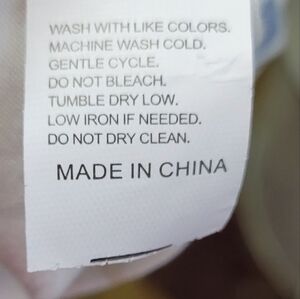 WASH WITH LIKE COLORS.
MACHINE WASH COLD.
GENTLE CYCLE.
DO NOT BLEACH.
TUMBLE DRY LOW.
LOW IRON IF NEEDED.
DO NOT DRY CLEAN.
MADE IN CHINA